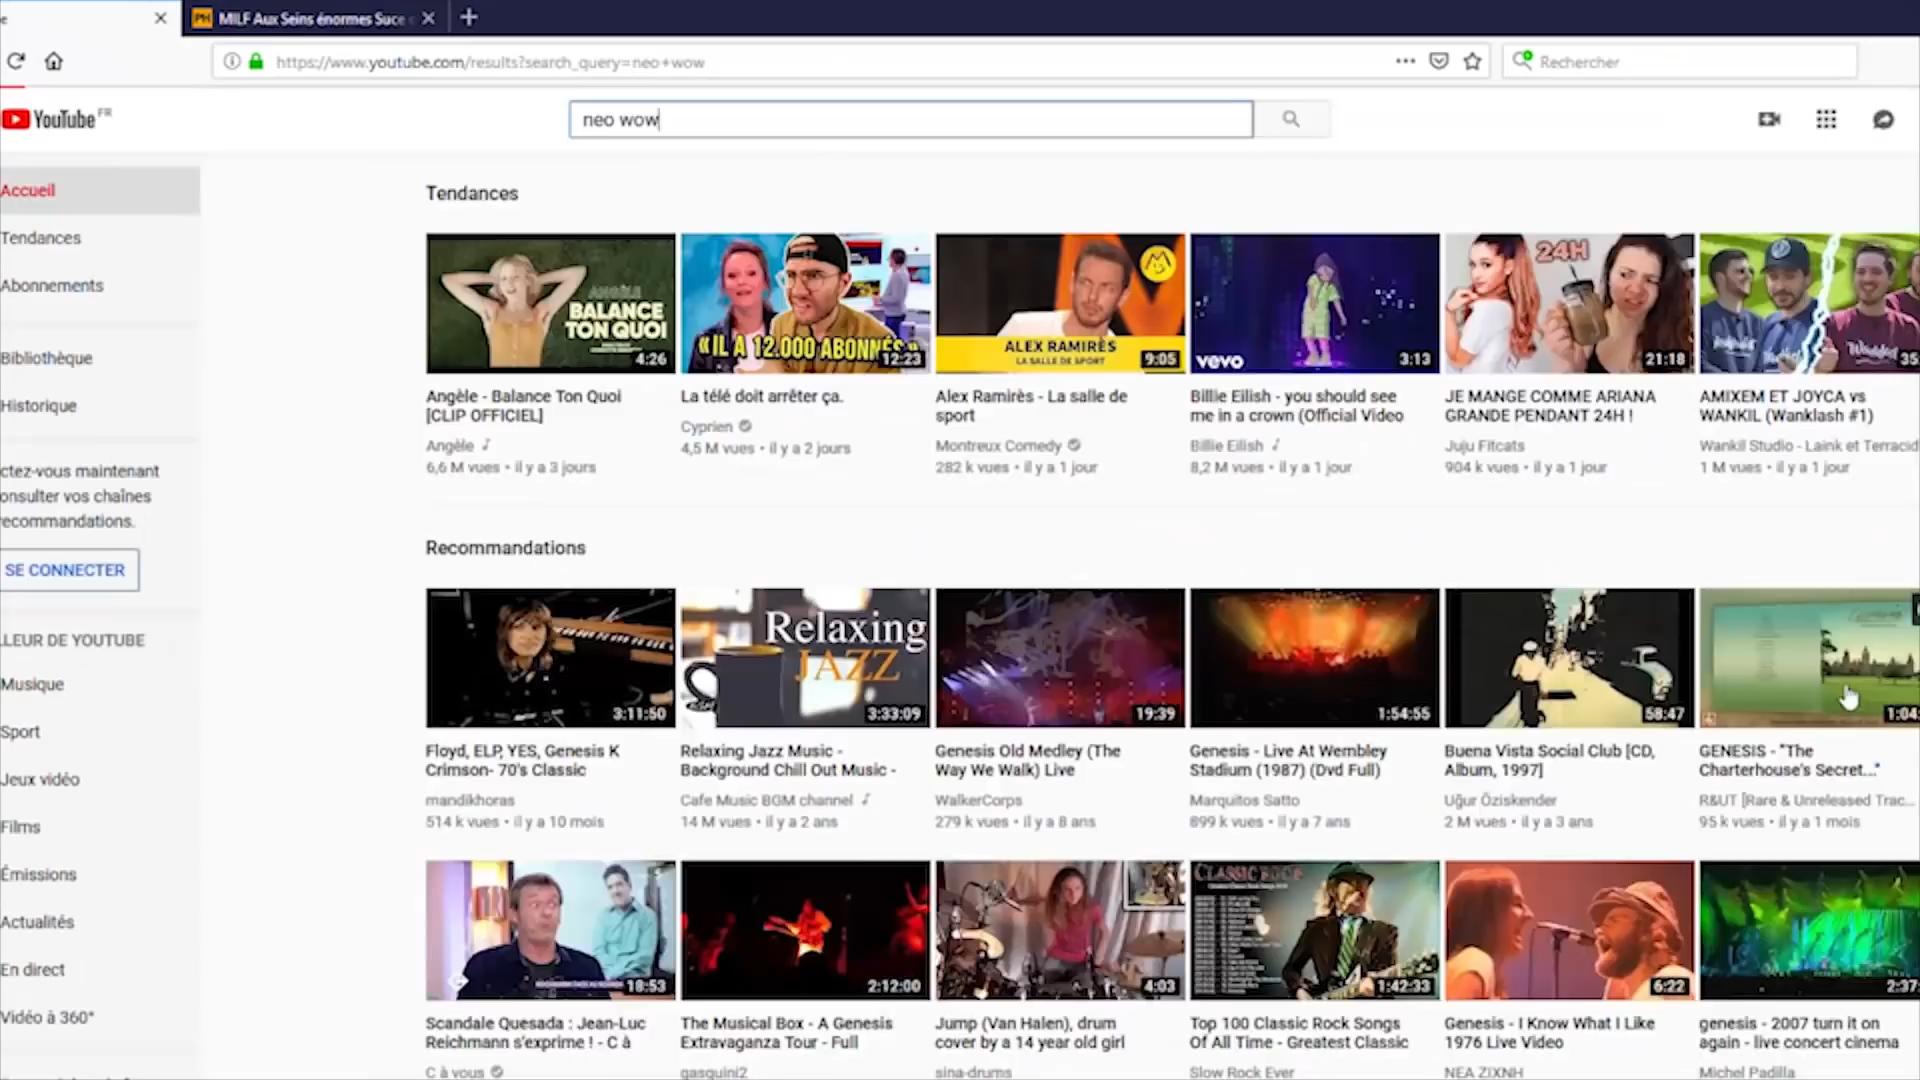 e
PH MILF Aux Seins énormes Suce
https://www.youtube.com/results?search_query=neo+wow
Rechercher
YouTube FR
neo wow
Accueil
Tendances
Abonnements
Bibliothèque
Historique
ctez-vous maintenant
onsulter vos chaînes
ecommandations.
SE CONNECTER
LLEUR DE YOUTUBE
Musique
Sport
Jeux vidéo
Films
Émissions
Actualités
En direct
Vidéo à 360°
Tendances
ANGÈLE
BALANCE
TON QUOI
4:26
Angèle - Balance Ton Quoi
[CLIP OFFICIEL]
Angèle
6,6 M vues • il y a 3 jours
«IL A 12.000 ABONNÉS»
12:23
La télé doit arrêter ça.
Cyprien
4,5 M vues • il y a 2 jours
ALEX RAMIRÈS
LA SALLE DE SPORT
9:05
Alex Ramirès - La salle de
sport
Montreux Comedy
282 k vues • il y a 1 jour
vevo
3:13
Billie Eilish - you should see
me in a crown (Official Video
Billie Eilish
8,2 M vues • il y a 1 jour
24H
21:18
JE MANGE COMME ARIANA
GRANDE PENDANT 24H !
Juju Fitcats
904 k vues • il y a 1 jour
35
AMIXEM ET JOYCA vs
WANKIL (Wanklash #1)
Wankil Studio - Laink et Terracid
1 M vues • il y a 1 jour
Recommandations
3:11:50
Floyd, ELP, YES, Genesis K
Crimson- 70's Classic
mandikhoras
514 k vues • il y a 10 mois
Relaxing
JAZZ
3:33:09
Relaxing Jazz Music -
Background Chill Out Music -
Cafe Music BGM channel
14 M vues • il y a 2 ans
19:39
Genesis Old Medley (The
Way We Walk) Live
WalkerCorps
279 k vues • il y a 8 ans
1:54:55
Genesis - Live At Wembley
Stadium (1987) (Dvd Full)
Marquitos Satto
899 k vues • il y a 7 ans
58:47
Buena Vista Social Club [CD,
Album, 1997]
Uğur Öziskender
2 M vues • il y a 3 ans
1:04:
GENESIS - "The
Charterhouse's Secret..."
R&UT [Rare & Unreleased Trac...
95 k vues • il y a 1 mois
18:53
Scandale Quesada : Jean-Luc
Reichmann s'exprime ! - C à
C à vous
2:12:00
The Musical Box - A Genesis
Extravaganza Tour - Full
gasquini2
4:03
Jump (Van Halen), drum
cover by a 14 year old girl
sina-drums
CLASSIC ROCK
1:42:33
Top 100 Classic Rock Songs
Of All Time - Greatest Classic
Slow Rock Ever
6:22
Genesis - I Know What I Like
1976 Live Video
NEA ZIXNH
2:37:
genesis - 2007 turn it on
again - live concert cinema
Michel Padilla